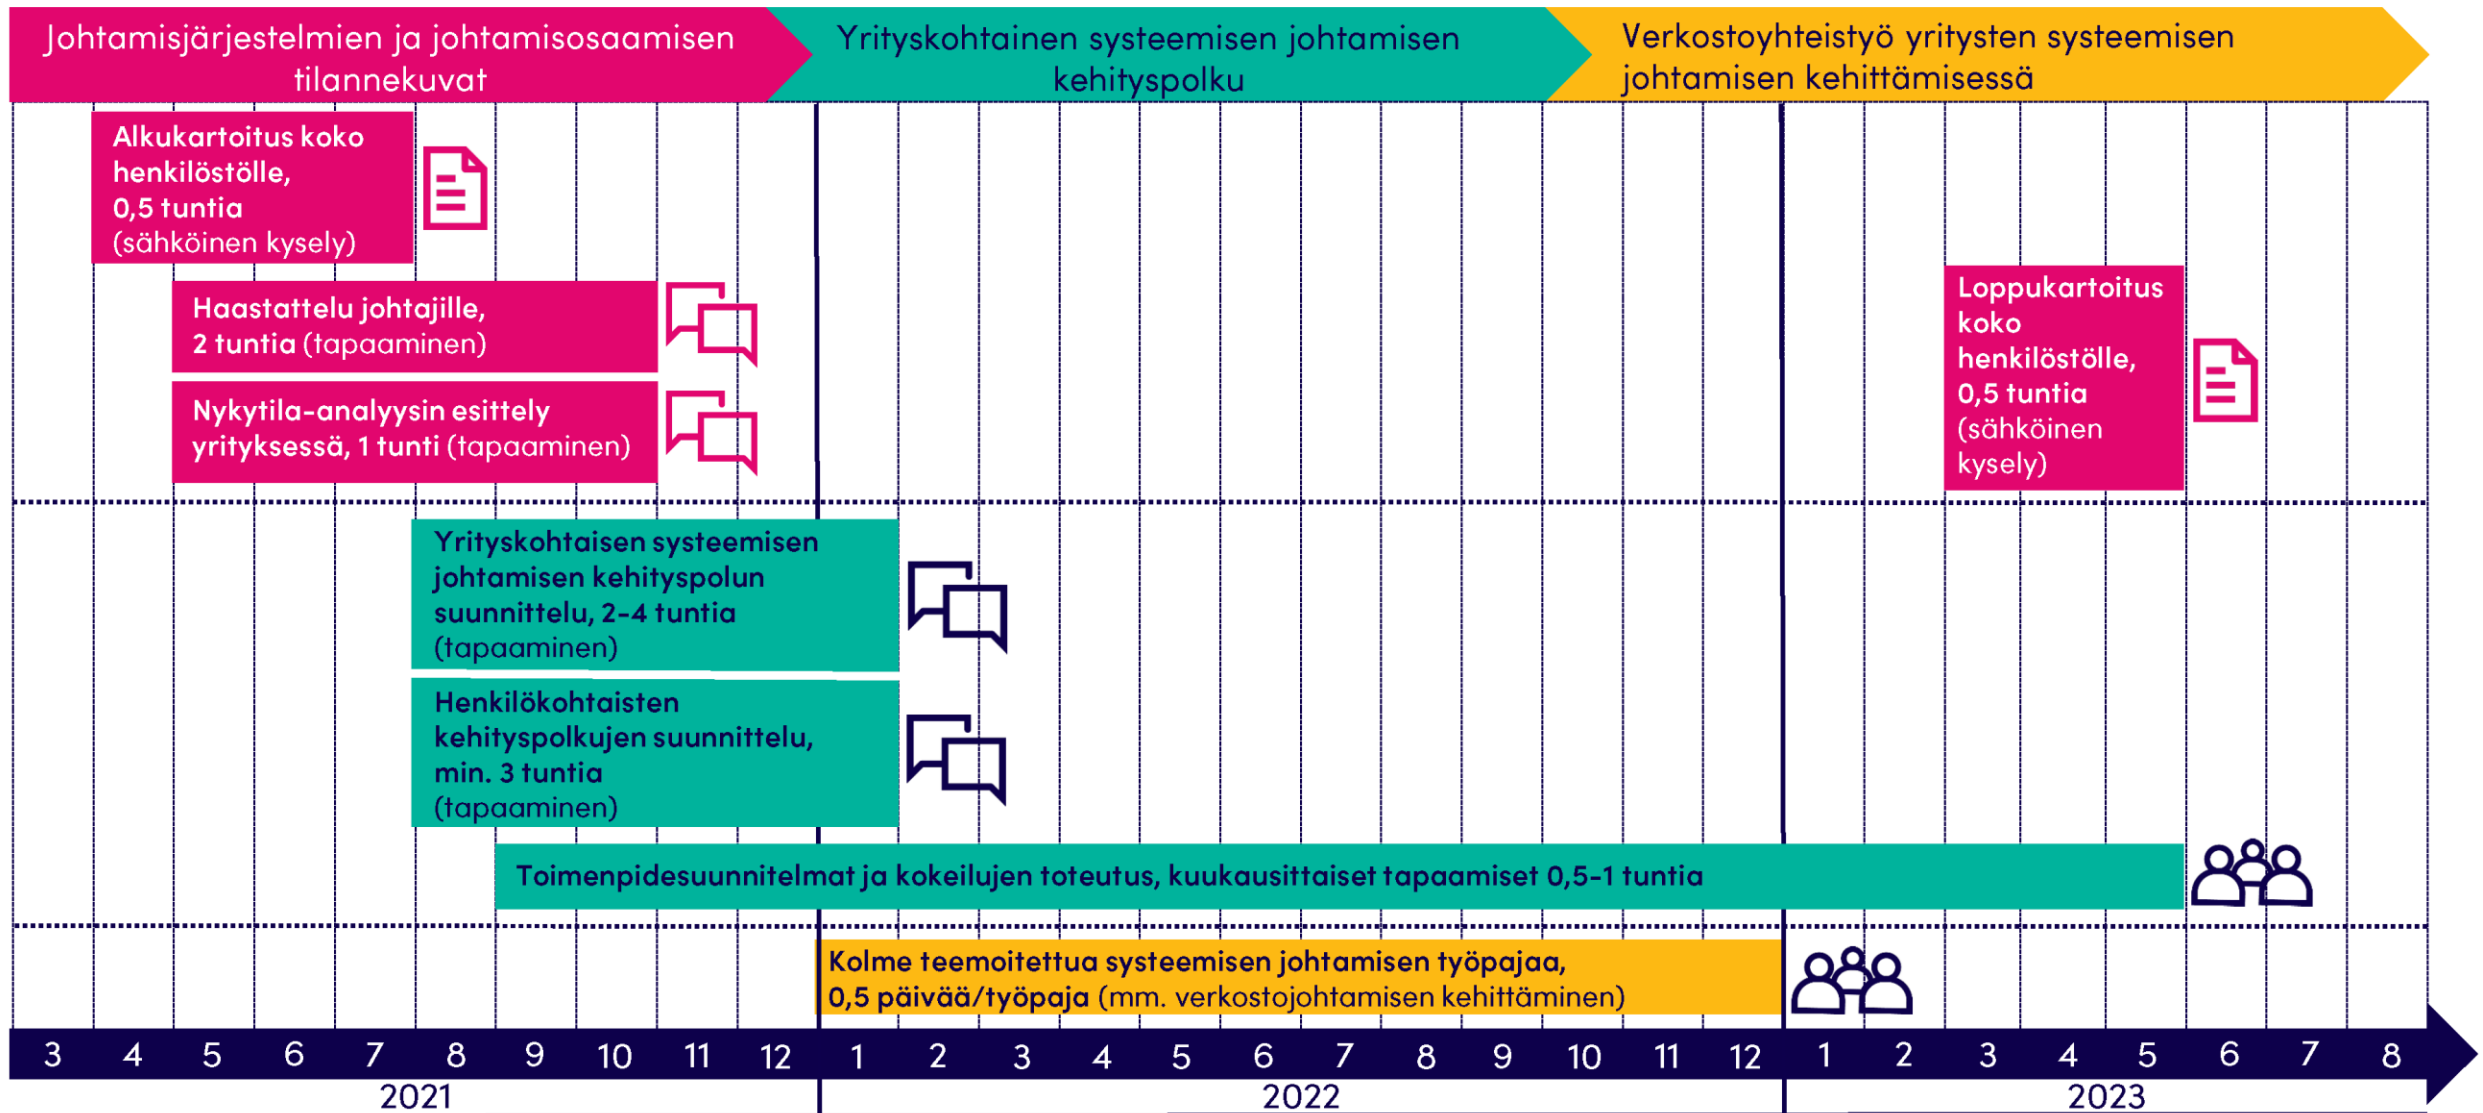 Johtamisjärjestelmien ja johtamisosaamisen
tilannekuvat
Yrityskohtainen systeemisen johtamisen
kehityspolku
Verkostoyhteistyö yritysten systeemisen
johtamisen kehittämisessä
Alkukartoitus koko
henkilöstölle,
0,5 tuntia
(sähköinen kysely)
Haastattelu johtajille,
2 tuntia (tapaaminen)
Nykytila-analyysin esittely
yrityksessä, 1 tunti (tapaaminen)
Loppukartoitus
koko
henkilöstölle,
0,5 tuntia
(sähköinen
kysely)
Yrityskohtaisen systeemisen
johtamisen kehityspolun
suunnittelu, 2-4 tuntia
(tapaaminen)
Henkilökohtaisten
kehityspolkujen suunnittelu,
min. 3 tuntia
(tapaaminen)
Toimenpidesuunnitelmat ja kokeilujen toteutus, kuukausittaiset tapaamiset 0,5-1 tuntia
Kolme teemoitettua systeemisen johtamisen työpajaa,
0,5 päivää/työpaja (mm. verkostojohtamisen kehittäminen)
3 4 5 6 7 8 9 10 11 12 1 2 3 4 5 6 7 8 9 10 11 12 1 2 3 4 5 6 7 8
2021 2022 2023